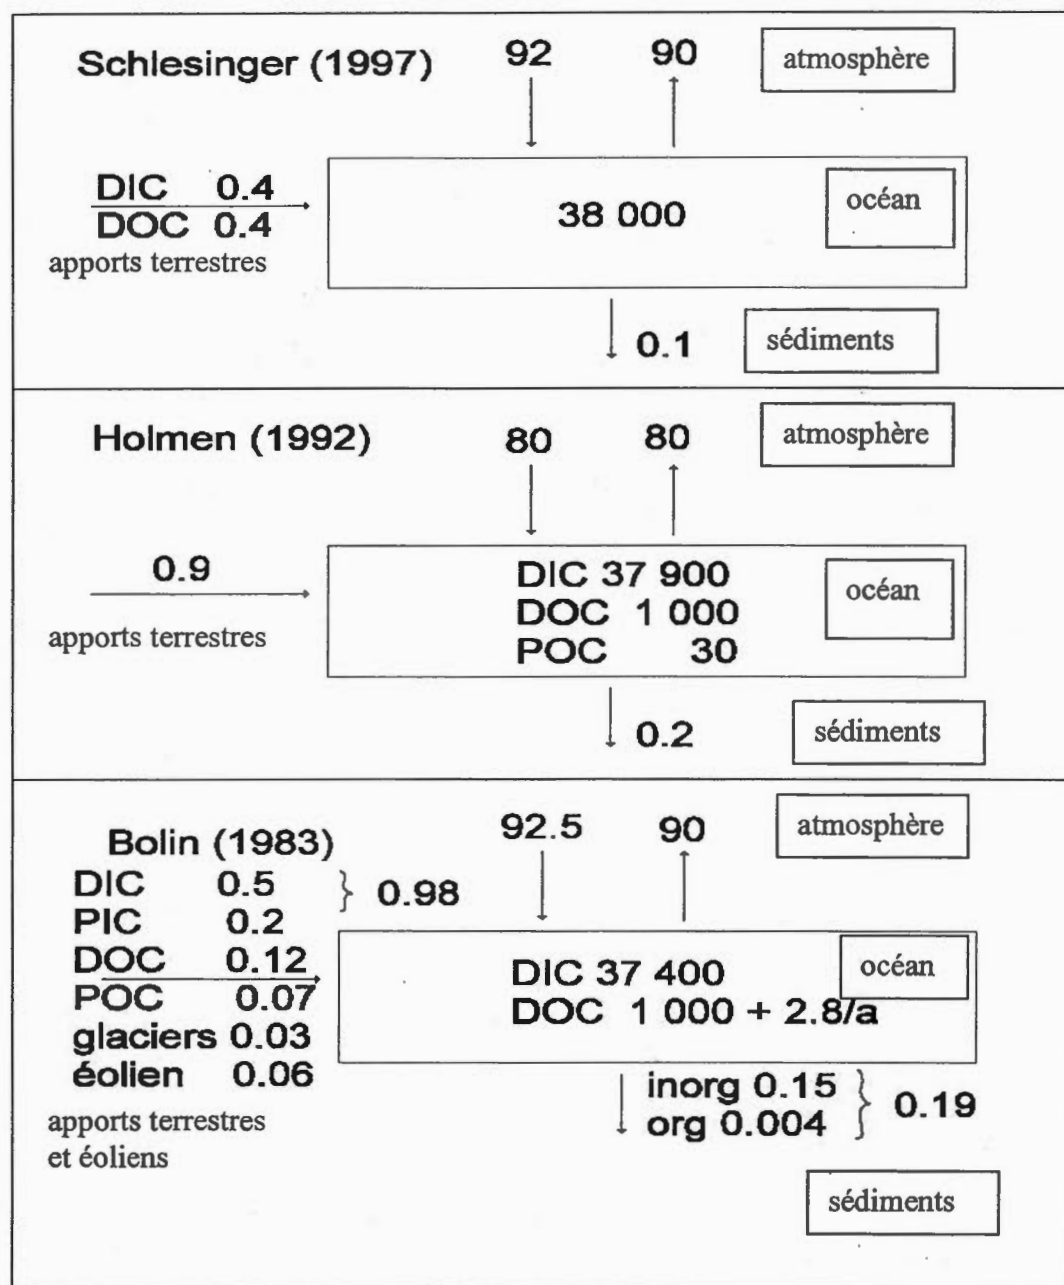 Schlesinger (1997) 92 90 atmosphère
DIC 0.4
DOC 0.4
apports terrestres
38 000
océan
0.1 sédiments
Holmen (1992) 80 80 atmosphère
0.9
apports terrestres
DIC 37 900
DOC 1 000
POC 30
océan
0.2 sédiments
Bolin (1983) 92.5 90 atmosphère
DIC 0.5
PIC 0.2
} 0.98
DOC 0.12
POC 0.07
glaciers 0.03
éolien 0.06
apports terrestres
et éoliens
DIC 37 400
DOC 1 000 + 2.8/a
océan
inorg 0.15
org 0.004
} 0.19
sédiments